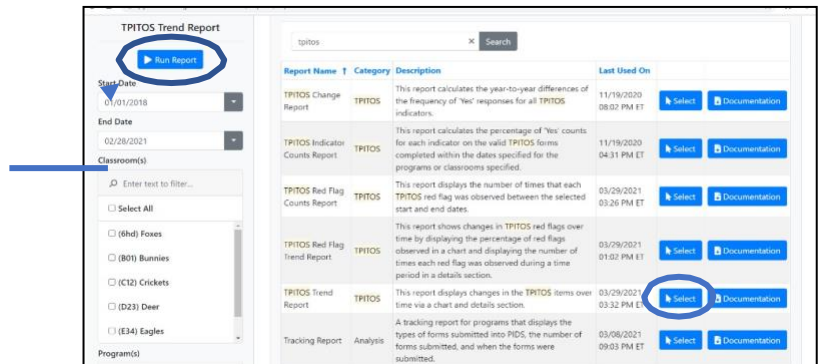 TPITOS Trend Report
Run Report
Start Date
01/01/2018
End Date
02/28/2021
Classroom(s)
Enter text to filter...
Select All
(6hd) Foxes
(B01) Bunnies
(C12) Crickets
(D23) Deer
(E34) Eagles
Program(s)
tpitos × Search
Report Name ↑ Category Description Last Used On
TPITOS Change Report TPITOS This report calculates the year-to-year differences of the frequency of 'Yes' responses for all TPITOS indicators. 11/19/2020 08:02 PM ET Select Documentation
TPITOS Indicator Counts Report TPITOS This report calculates the percentage of 'Yes' counts for each indicator on the valid TPITOS forms completed within the dates specified for the programs or classrooms specified. 11/19/2020 04:31 PM ET Select Documentation
TPITOS Red Flag Counts Report TPITOS This report displays the number of times that each TPITOS red flag was observed between the selected start and end dates. 03/29/2021 03:26 PM ET Select Documentation
TPITOS Red Flag Trend Report TPITOS This report shows changes in TPITOS red flags over time by displaying the percentage of red flags observed in a chart and displaying the number of times each red flag was observed during a time period in a details section. 03/29/2021 01:02 PM ET Select Documentation
TPITOS Trend Report TPITOS This report displays changes in the TPITOS items over time via a chart and details section. 03/29/2021 03:32 PM ET Select Documentation
Tracking Report Analysis A tracking report for programs that displays the types of forms submitted into PIDS, the number of forms submitted, and when the forms were submitted. 03/08/2021 09:03 PM ET Select Documentation